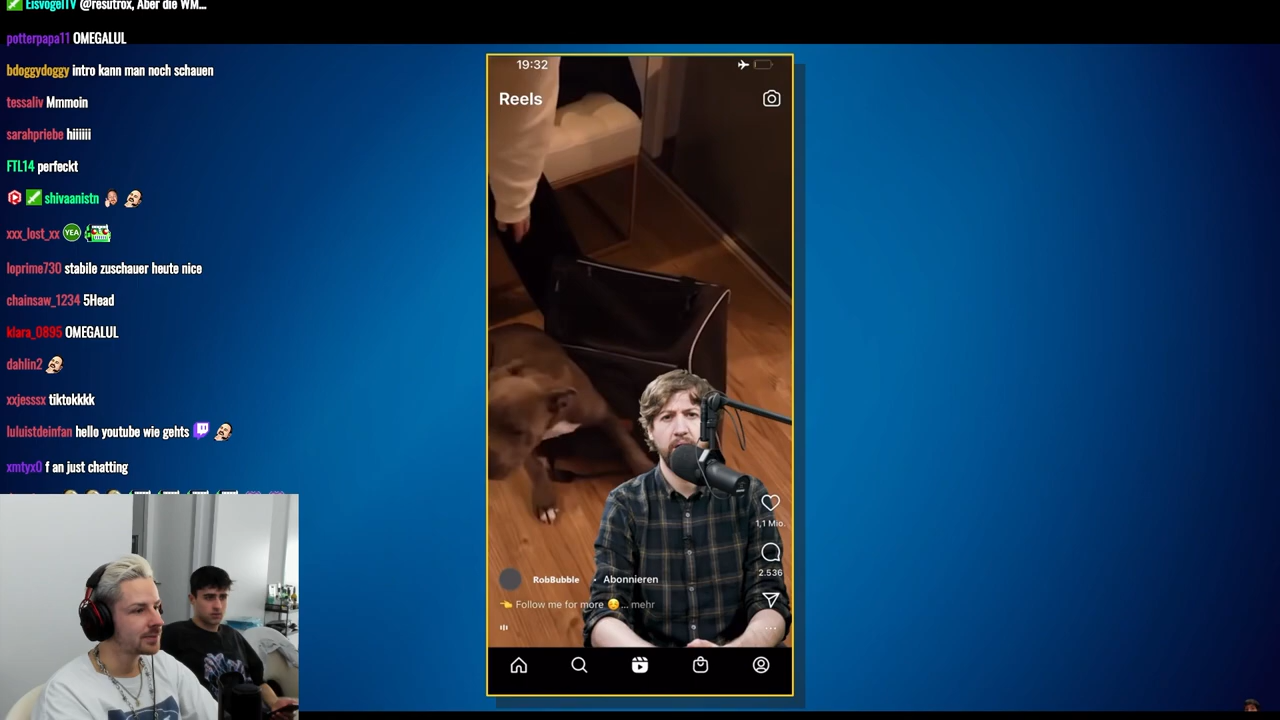 EisvogelTV @resutrox, Aber die WM...
potterpapa11 OMEGALUL
bdoggydoggy intro kann man noch schauen
tessaliv Mmmoin
sarahpriebe hiiiiii
FTL14 perfeckt
shivaanistn
xxx_lost_xx YEA
loprime730 stabile zuschauer heute nice
chainsaw_1234 5Head
klara_0895 OMEGALUL
dahlin2
xxjesssx tiktokkkk
luluistdeinfan hello youtube wie gehts
xmtyx0 f an just chatting
19:32
Reels
1,1 Mio.
2.536
RobBubble • Abonnieren
👈 Follow me for more ☺️... mehr